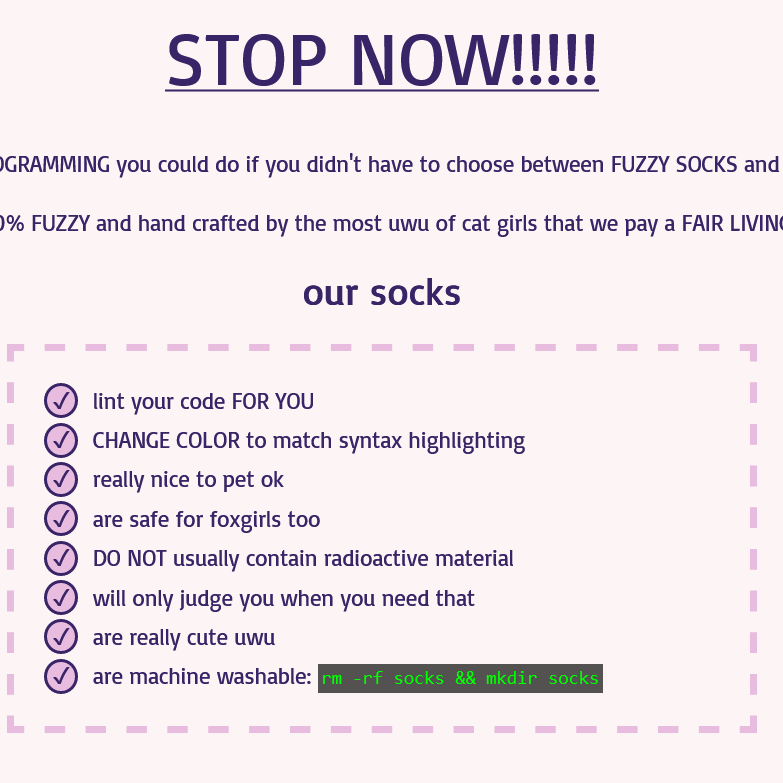 STOP NOW!!!!!
OGRAMMING you could do if you didn't have to choose between FUZZY SOCKS and
0% FUZZY and hand crafted by the most uwu of cat girls that we pay a FAIR LIVING
our socks
✓ lint your code FOR YOU
✓ CHANGE COLOR to match syntax highlighting
✓ really nice to pet ok
✓ are safe for foxgirls too
✓ DO NOT usually contain radioactive material
✓ will only judge you when you need that
✓ are really cute uwu
✓ are machine washable: rm -rf socks && mkdir socks